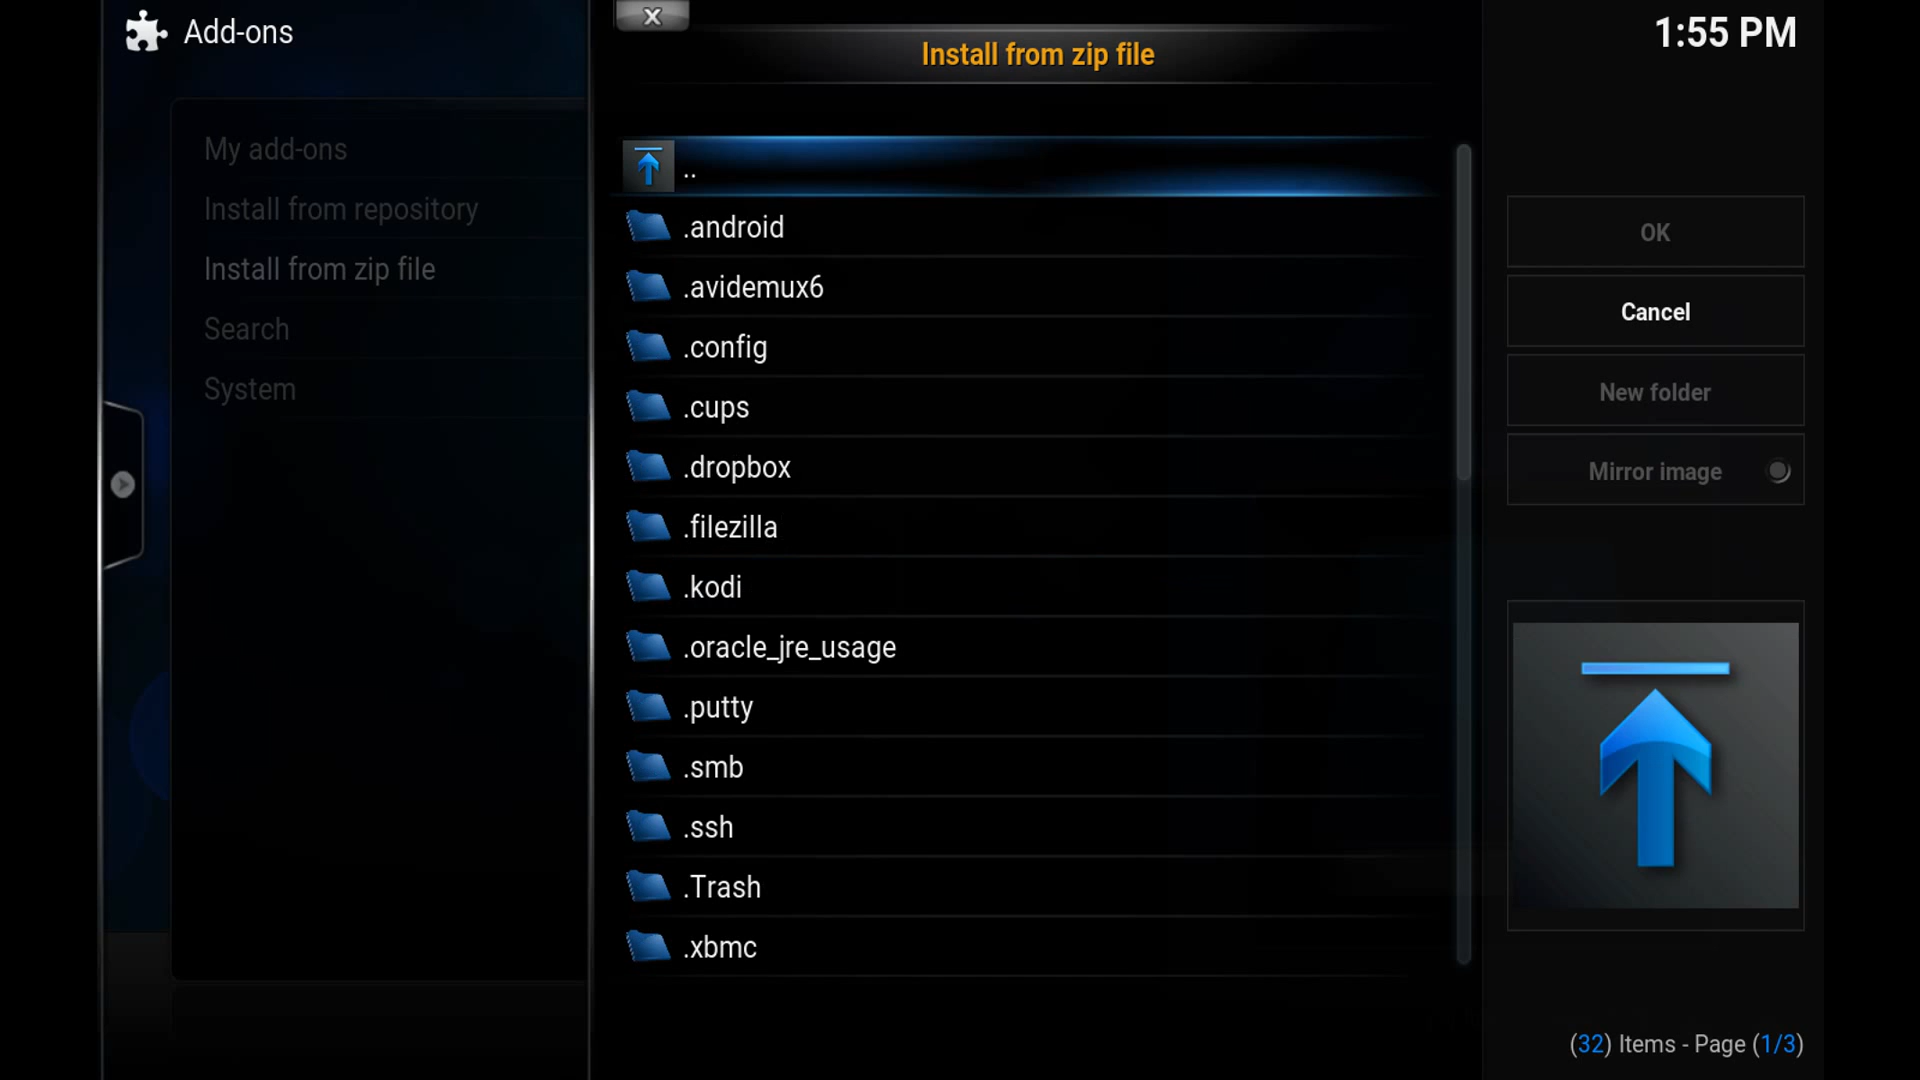 Add-ons
My add-ons
Install from repository
Install from zip file
Search
System
X
Install from zip file
..
.android
.avidemux6
.config
.cups
.dropbox
.filezilla
.kodi
.oracle_jre_usage
.putty
.smb
.ssh
.Trash
.xbmc
1:55 PM
OK
Cancel
New folder
Mirror image
(32) Items - Page (1/3)